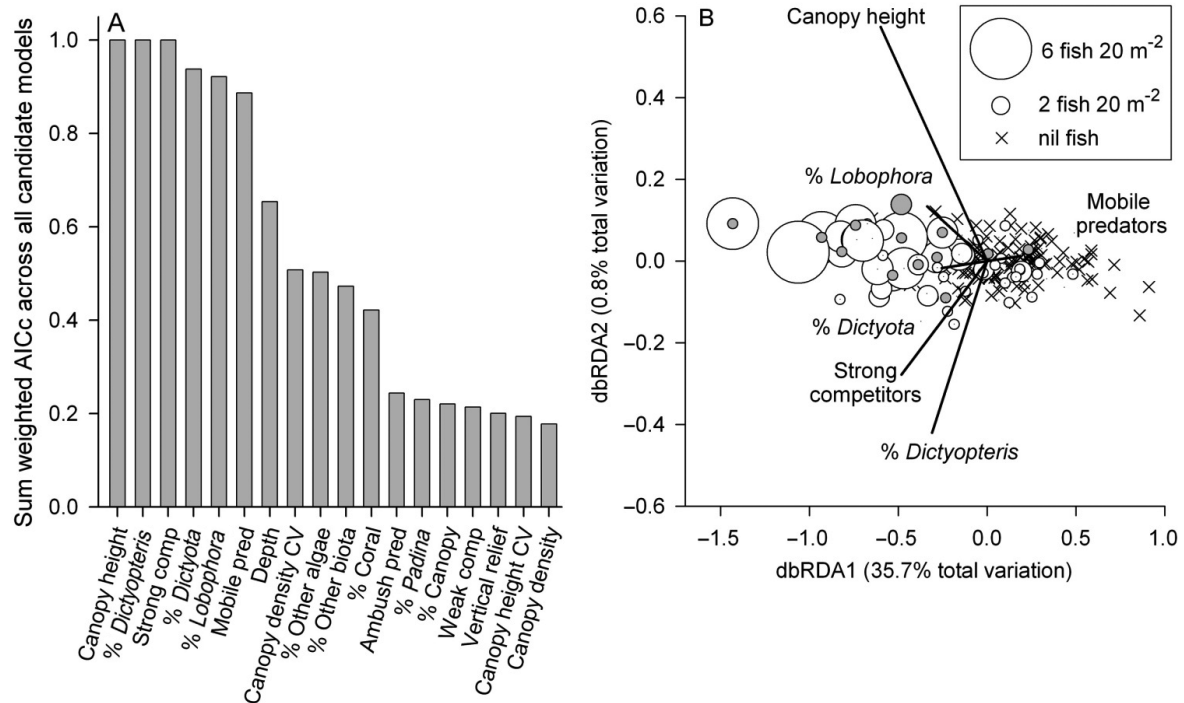 A
Sum weighted AICc across all candidate models
1.0
0.8
0.6
0.4
0.2
0.0
Canopy height
% Dictyopteris
Strong comp
% Dictyota
% Lobophora
Mobile pred
Depth
Canopy density CV
% Other algae
% Other biota
% Coral
Ambush pred
% Padina
% Canopy
Weak comp
Vertical relief
Canopy height CV
Canopy density
B
dbRDA2 (0.8% total variation)
0.6
0.4
0.2
0.0
−0.2
−0.4
−0.6
Canopy height
6 fish 20 m⁻²
2 fish 20 m⁻²
nil fish
% Lobophora
Mobile
predators
% Dictyota
Strong
competitors
% Dictyopteris
−1.5
−1.0
−0.5
0.0
0.5
1.0
dbRDA1 (35.7% total variation)